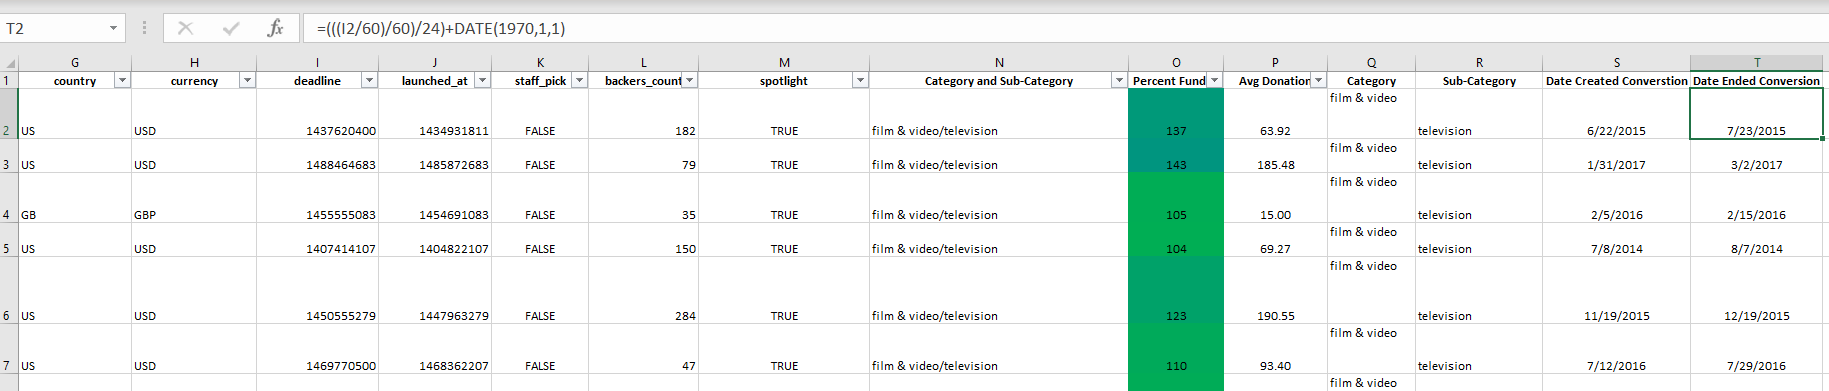 T2 =(((I2/60)/60)/24)+DATE(1970,1,1)
G H I J K L M N O P Q R S T
1 country currency deadline launched_at staff_pick backers_count spotlight Category and Sub-Category Percent Fund Avg Donation Category Sub-Category Date Created Converstion Date Ended Conversion
2 US USD 1437620400 1434931811 FALSE 182 TRUE film & video/television 137 63.92 film & video television 6/22/2015 7/23/2015
3 US USD 1488464683 1485872683 FALSE 79 TRUE film & video/television 143 185.48 film & video television 1/31/2017 3/2/2017
4 GB GBP 1455555083 1454691083 FALSE 35 TRUE film & video/television 105 15.00 film & video television 2/5/2016 2/15/2016
5 US USD 1407414107 1404822107 FALSE 150 TRUE film & video/television 104 69.27 film & video television 7/8/2014 8/7/2014
6 US USD 1450555279 1447963279 FALSE 284 TRUE film & video/television 123 190.55 film & video television 11/19/2015 12/19/2015
7 US USD 1469770500 1468362207 FALSE 47 TRUE film & video/television 110 93.40 film & video television 7/12/2016 7/29/2016
film & video